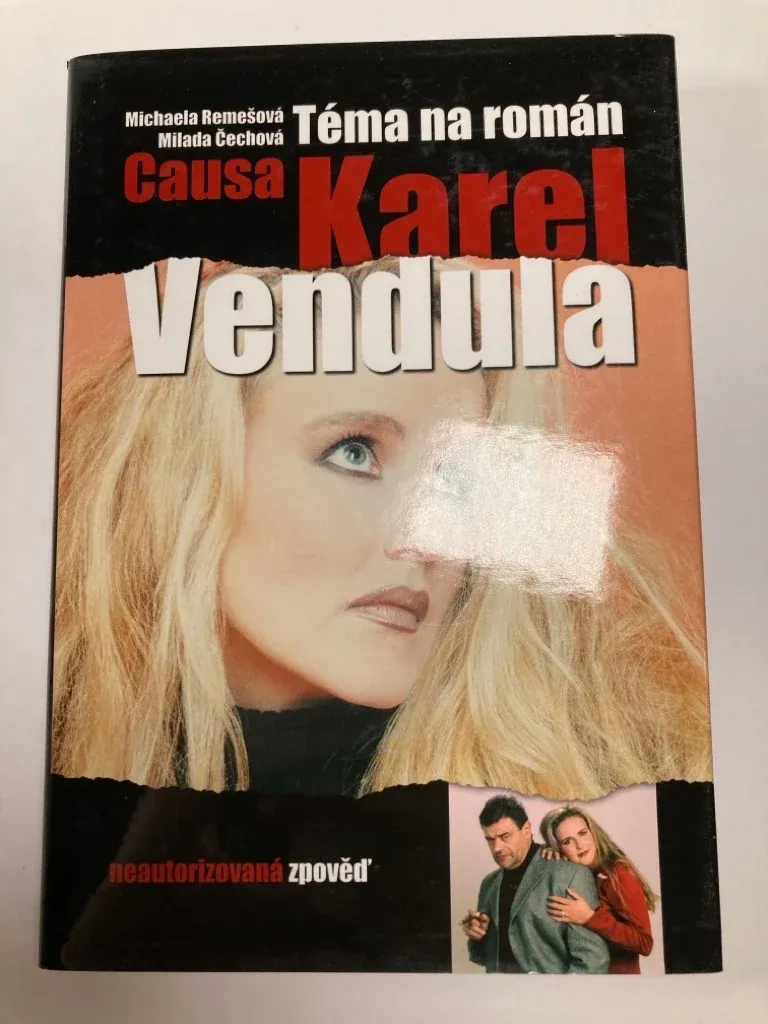 Michaela Remešová
Milada Čechová
Téma na román
Causa
Karel
Vendula
neautorizovaná zpověď